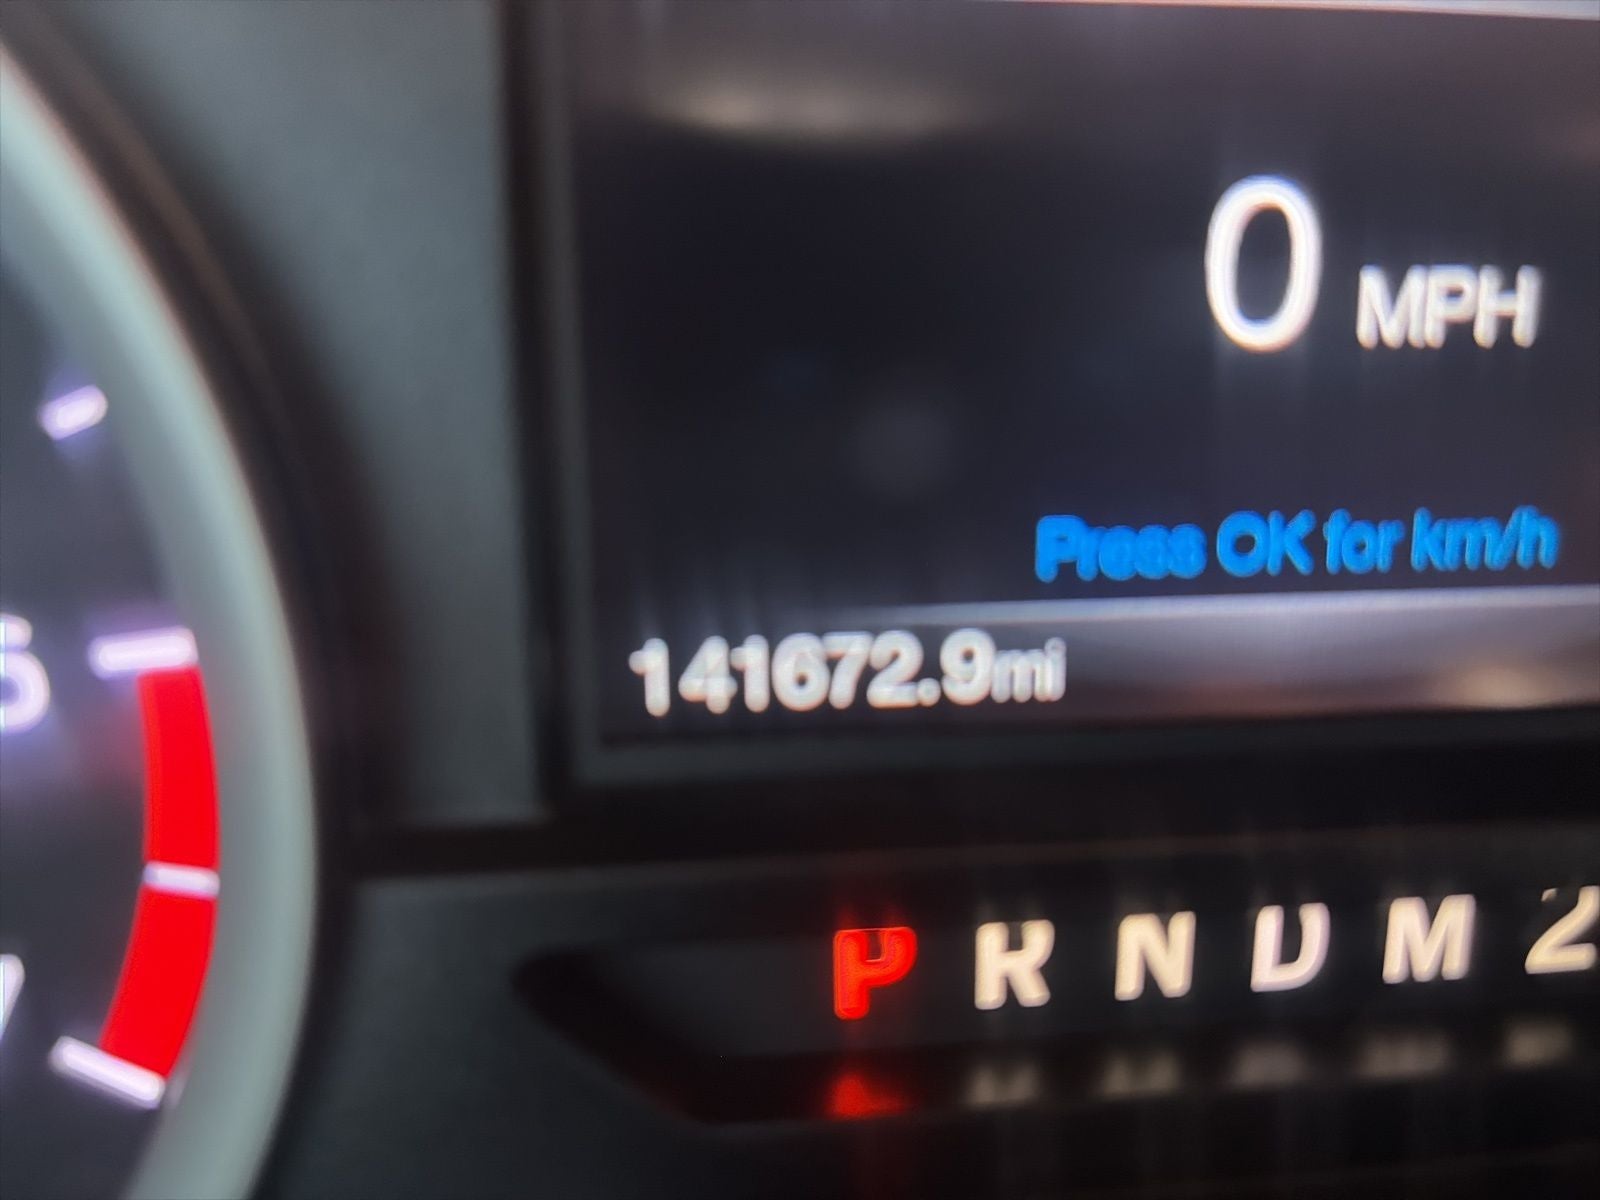 0 MPH
Press OK for km/h
141672.9mi
P R N D M 2